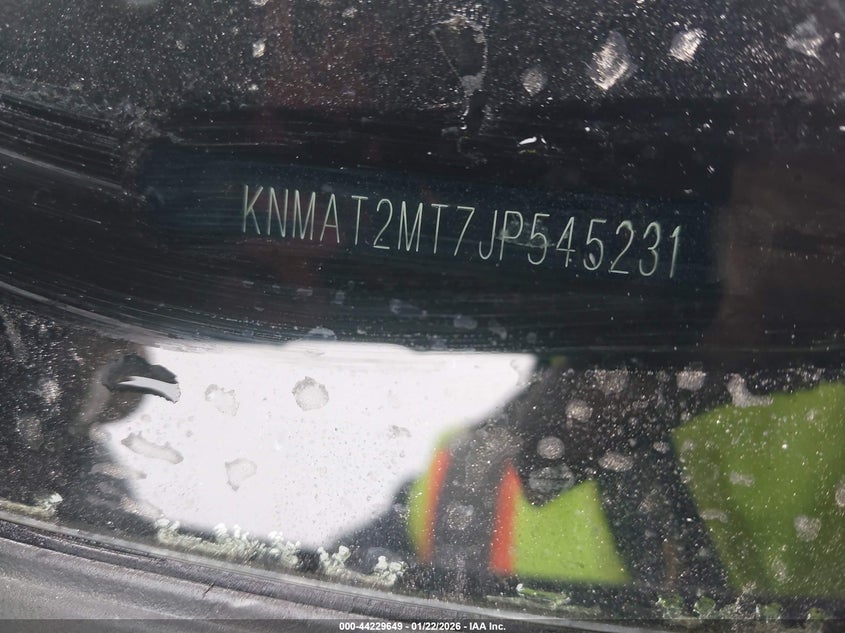 KNMAT2MT7JP545231
000-44229649 - 01/22/2026 - IAA Inc.